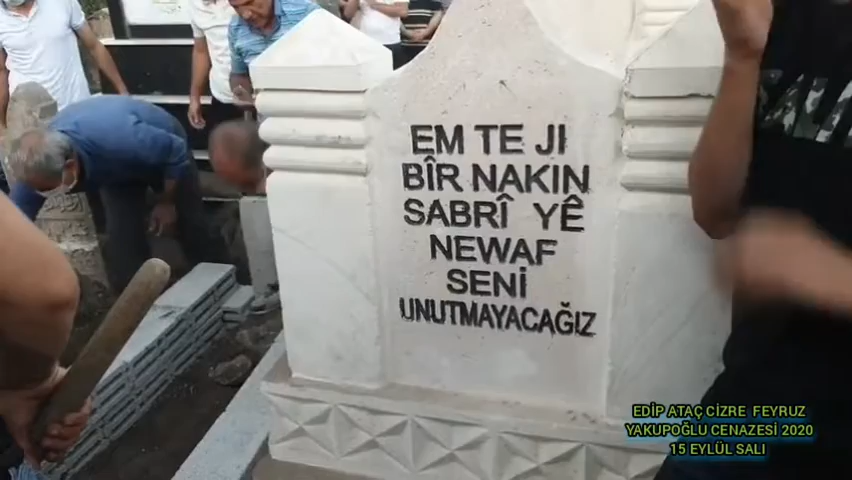 EM TE JI
BÎR NAKIN
SABRİ YÊ
NEWAF
SENİ
UNUTMAYACAĞIZ
EDİP ATAÇ CİZRE FEYRUZ
YAKUPOĞLU CENAZESİ 2020
15 EYLÜL SALI